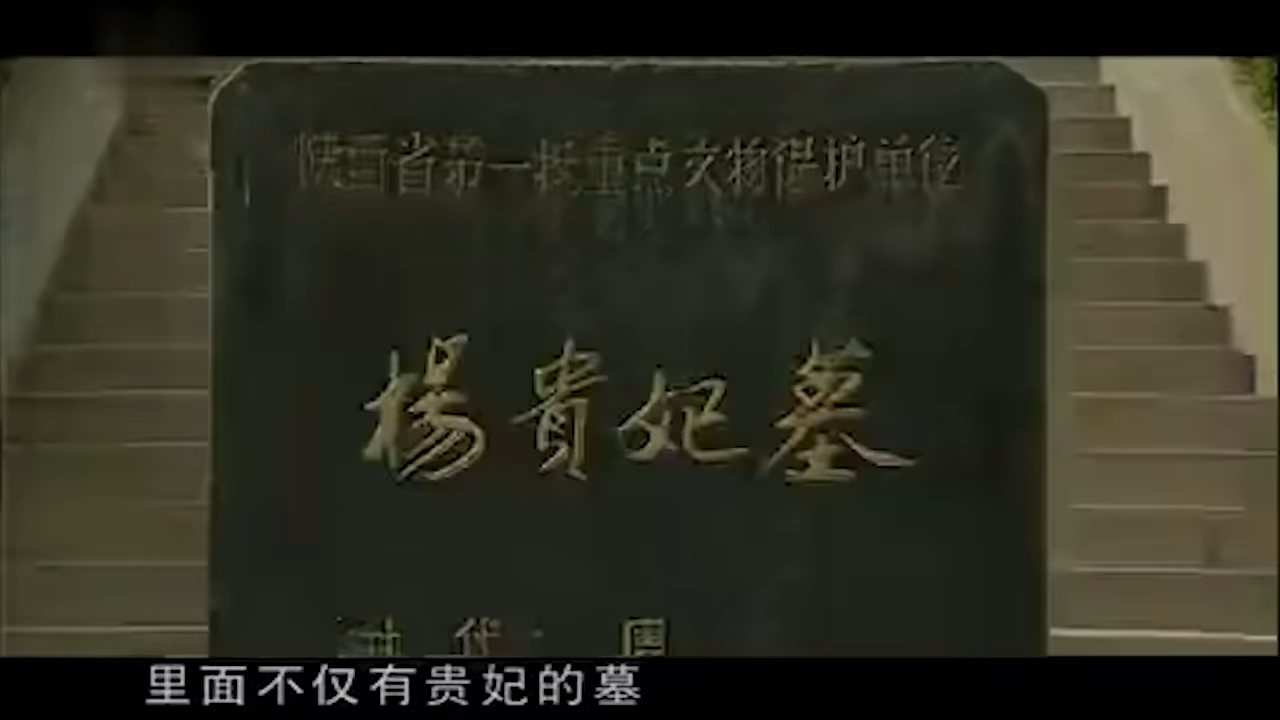 陕西省第一批重点文物保护单位
楊貴妃墓
里面不仅有贵妃的墓